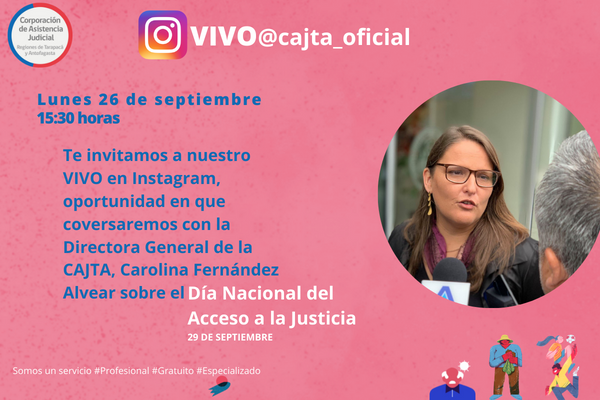 Corporación
de Asistencia
Judicial
Regiones de Tarapacá
y Antofagasta
VIVO@cajta_oficial
Lunes 26 de septiembre
15:30 horas
Te invitamos a nuestro
VIVO en Instagram,
oportunidad en que
coversaremos con la
Directora General de la
CAJTA, Carolina Fernández
Alvear sobre el Día Nacional del
Acceso a la Justicia
29 DE SEPTIEMBRE
Somos un servicio #Profesional #Gratuito #Especializado